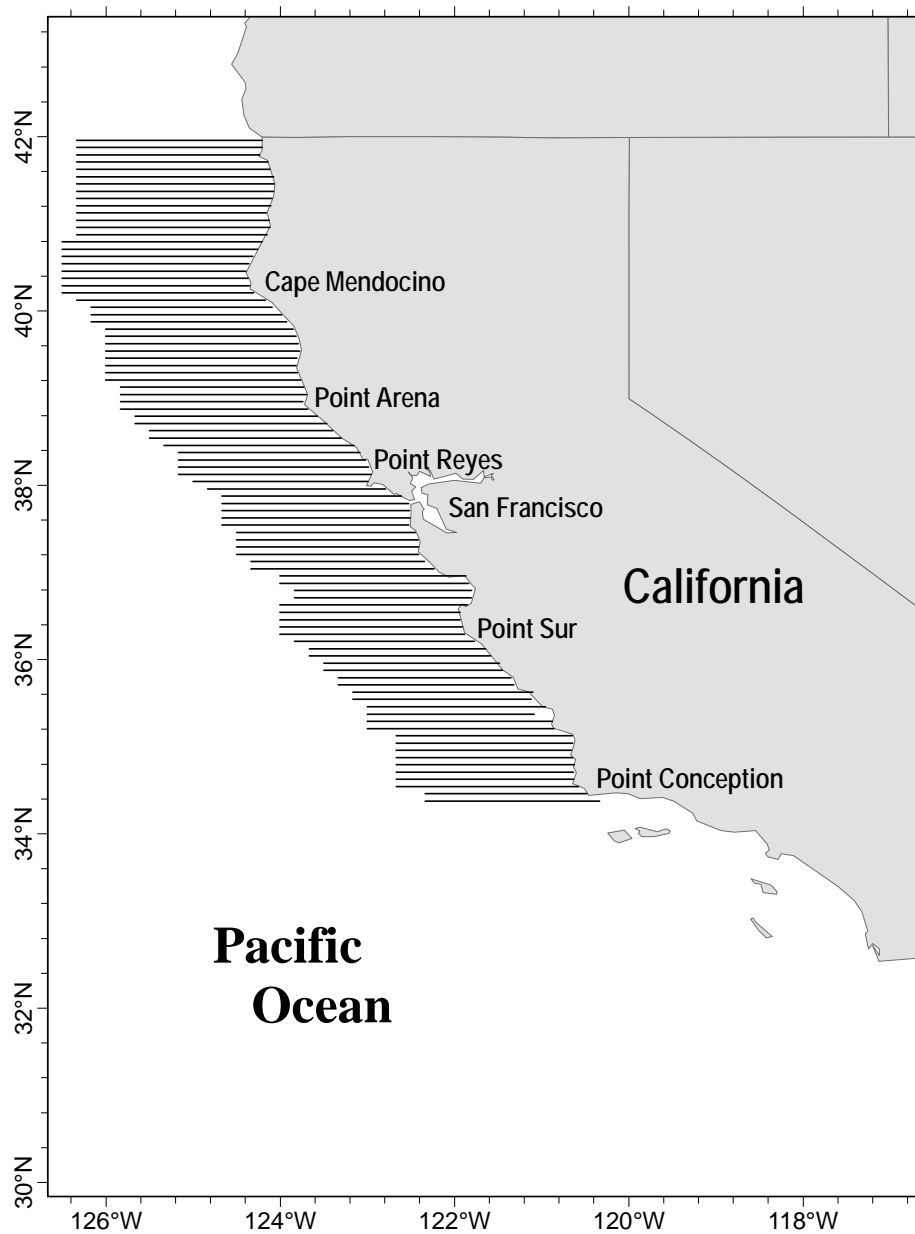 42°N
Cape Mendocino
40°N
Point Arena
Point Reyes
38°N
San Francisco
California
Point Sur
36°N
Point Conception
34°N
Pacific
Ocean
32°N
30°N
126°W 124°W 122°W 120°W 118°W